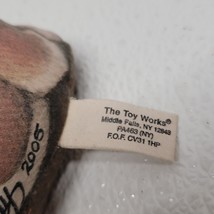 2005
The Toy Works®
Middle Falls, NY 12848
PA463 (NY)
F.O.F. CV31 1HP